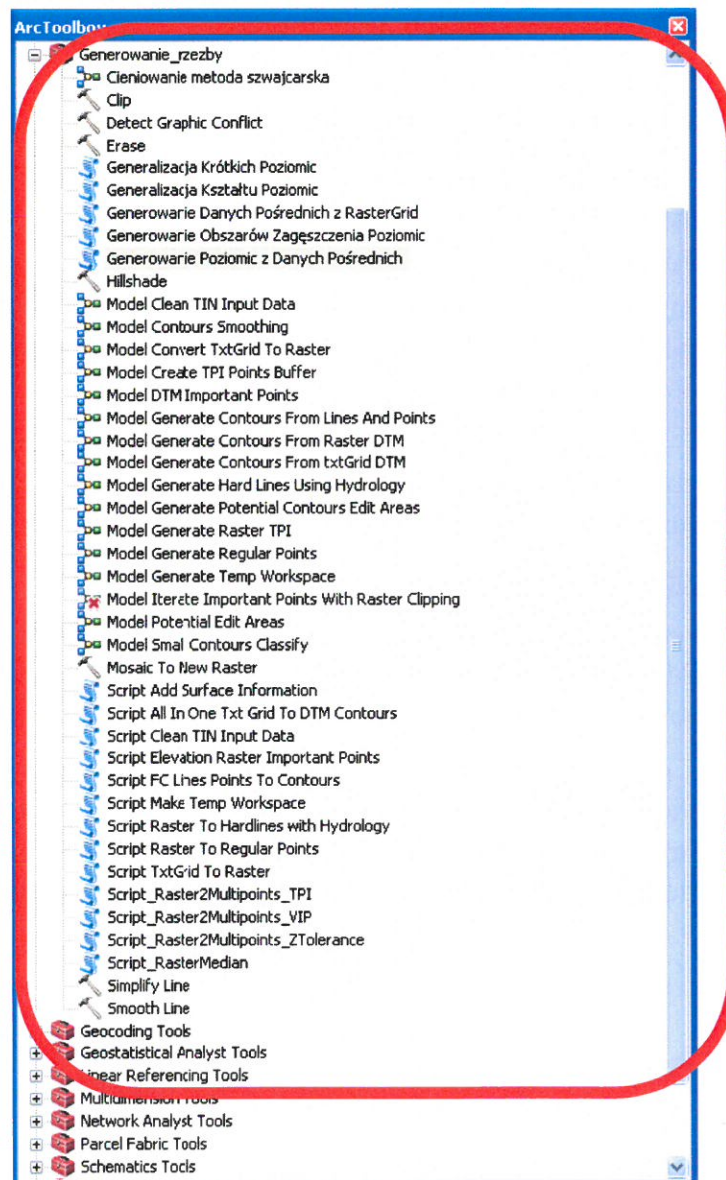 ArcToolbox
Generowanie_rzezby
Cieniowanie metoda szwajcarska
Clip
Detect Graphic Conflict
Erase
Generalizacja Krótkich Poziomic
Generalizacja Kształtu Poziomic
Generowanie Danych Pośrednich z RasterGrid
Generowanie Obszarów Zagęszczenia Poziomic
Generowanie Poziomic z Danych Pośrednich
Hillshade
Model Clean TIN Input Data
Model Contours Smoothing
Model Convert TxtGrid To Raster
Model Create TPI Points Buffer
Model DTM Important Points
Model Generate Contours From Lines And Points
Model Generate Contours From Raster DTM
Model Generate Contours From txtGrid DTM
Model Generate Hard Lines Using Hydrology
Model Generate Potential Contours Edit Areas
Model Generate Raster TPI
Model Generate Regular Points
Model Generate Temp Workspace
Model Iterate Important Points With Raster Clipping
Model Potential Edit Areas
Model Smal Contours Classify
Mosaic To New Raster
Script Add Surface Information
Script All In One Txt Grid To DTM Contours
Script Clean TIN Input Data
Script Elevation Raster Important Points
Script FC Lines Points To Contours
Script Make Temp Workspace
Script Raster To Hardlines with Hydrology
Script Raster To Regular Points
Script TxtGrid To Raster
Script_Raster2Multipoints_TPI
Script_Raster2Multipoints_VIP
Script_Raster2Multipoints_ZTolerance
Script_RasterMedian
Simplify Line
Smooth Line
Geocoding Tools
Geostatistical Analyst Tools
Linear Referencing Tools
Multidimension Tools
Network Analyst Tools
Parcel Fabric Tools
Schematics Tools